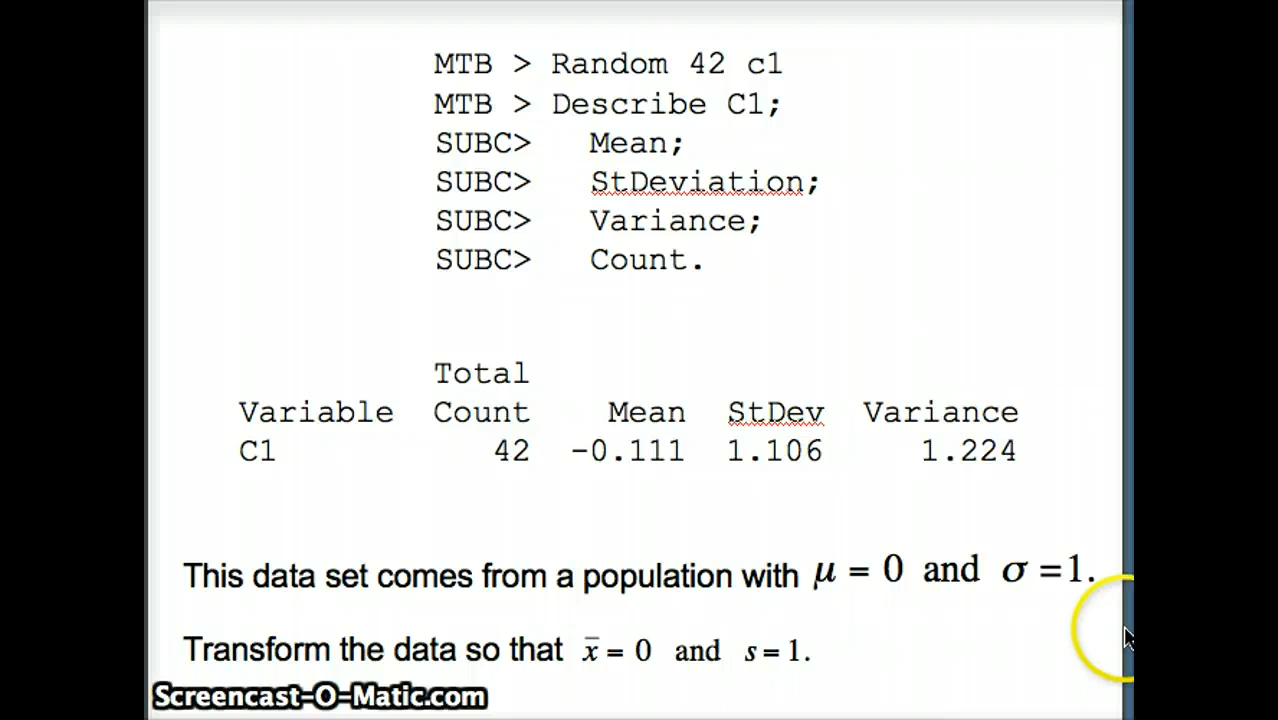 MTB > Random 42 c1
MTB > Describe C1;
SUBC> Mean;
SUBC> StDeviation;
SUBC> Variance;
SUBC> Count.
Total
Variable Count Mean StDev Variance
C1 42 -0.111 1.106 1.224
This data set comes from a population with μ = 0 and σ = 1.
Transform the data so that x̄ = 0 and s = 1.
Screencast-O-Matic.com